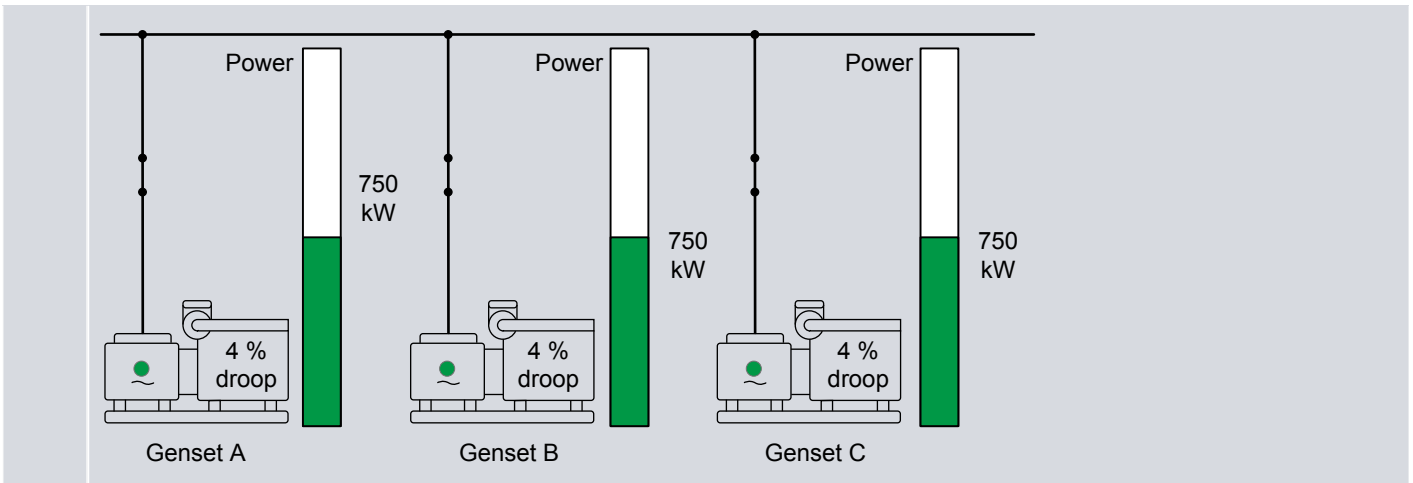 Power
Power
Power
750
kW
750
kW
750
kW
4 %
droop
4 %
droop
4 %
droop
Genset A
Genset B
Genset C